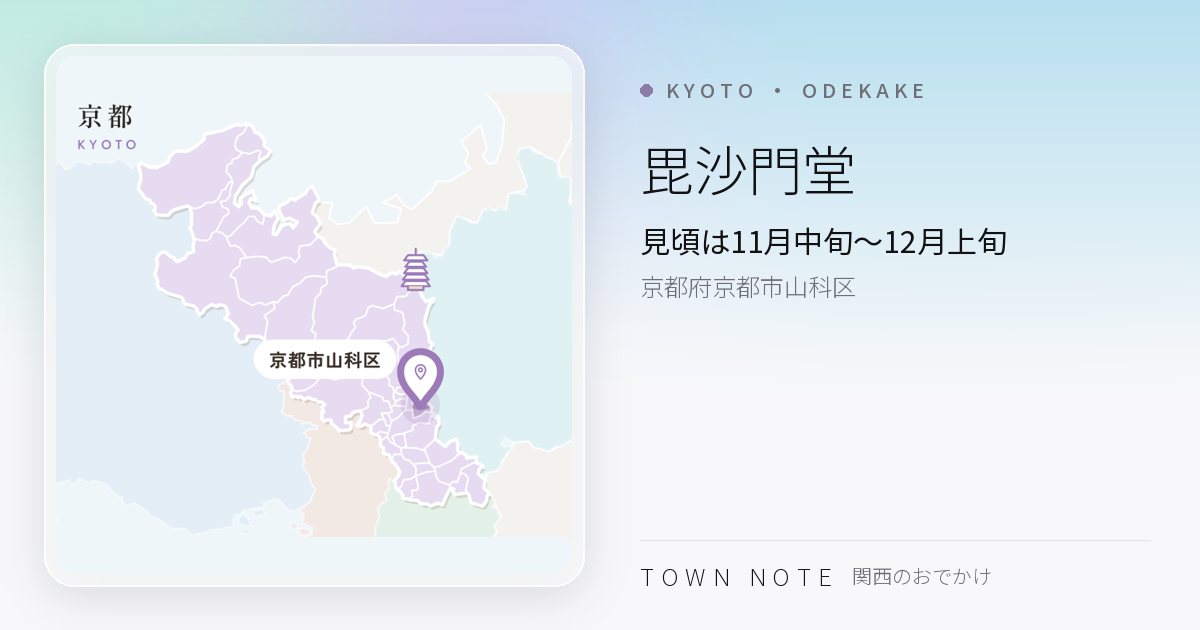 京都
KYOTO
京都市山科区
KYOTO • ODEKAKE
毘沙門堂
見頃は11月中旬〜12月上旬
京都府京都市山科区
TOWN NOTE 関西のおでかけ